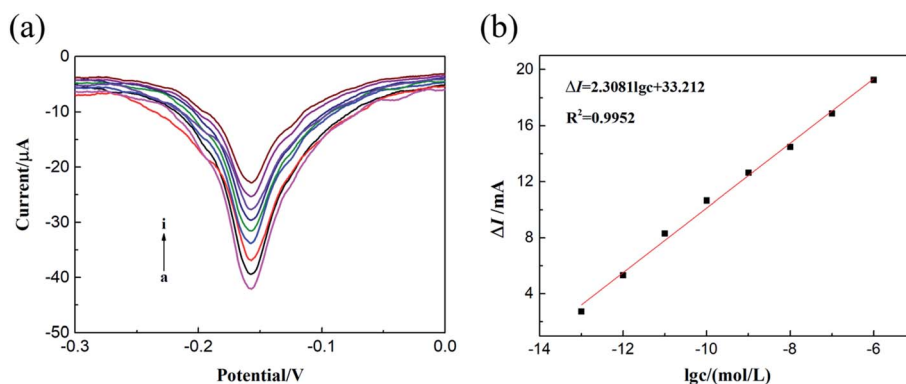 (a)
0
-10
-20
-30
-40
-50
Current/μA
i
a
-0.3
-0.2
-0.1
0.0
Potential/V
(b)
20
16
12
8
4
ΔI /mA
ΔI=2.3081lgc+33.212
R²=0.9952
-14
-12
-10
-8
-6
-4
lgc/(mol/L)